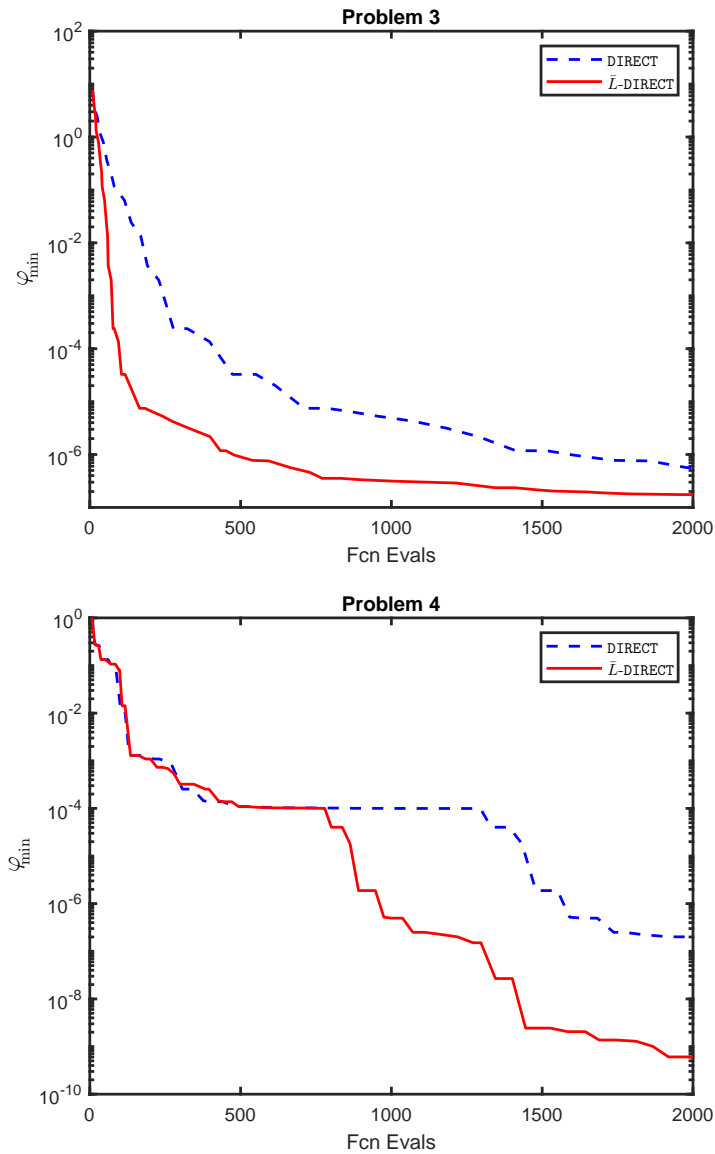 Problem 3
10^2
DIRECT
L̄-DIRECT
10^0
10^-2
φ_min
10^-4
10^-6
0 500 1000 1500 2000
Fcn Evals
Problem 4
10^0
DIRECT
L̄-DIRECT
10^-2
10^-4
φ_min
10^-6
10^-8
10^-10
0 500 1000 1500 2000
Fcn Evals